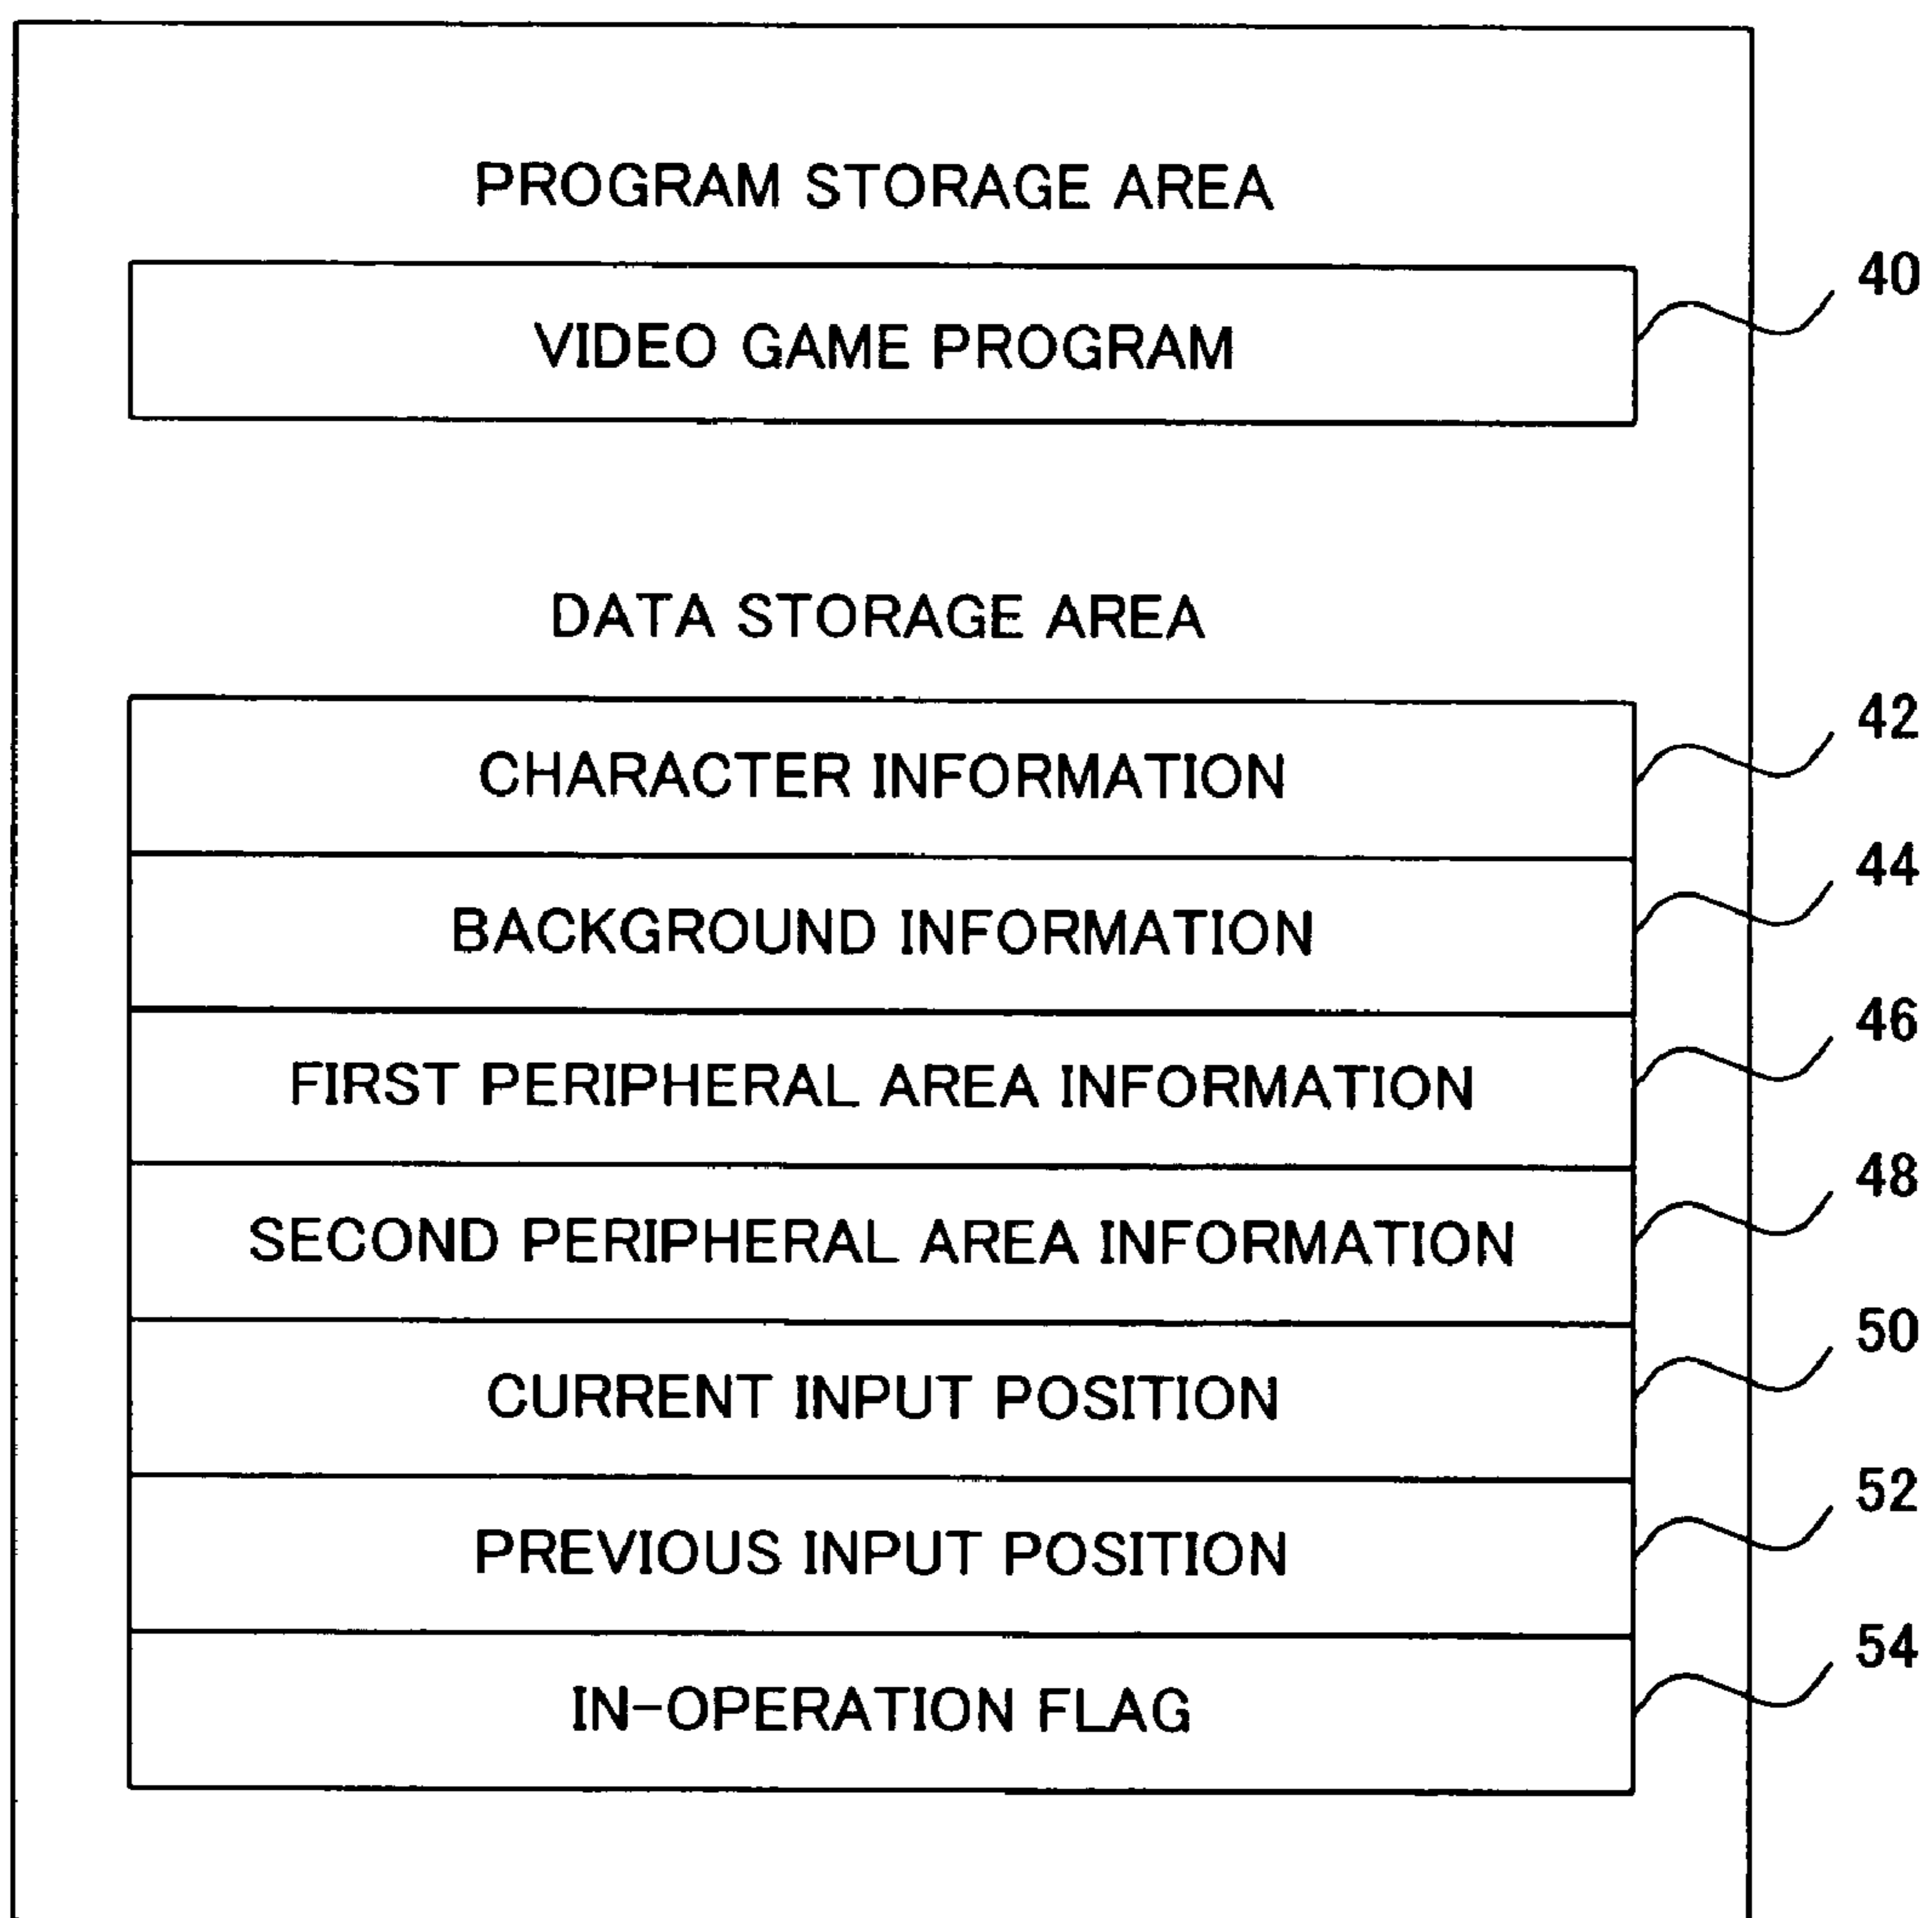 PROGRAM STORAGE AREA
VIDEO GAME PROGRAM
40
DATA STORAGE AREA
CHARACTER INFORMATION
42
BACKGROUND INFORMATION
44
FIRST PERIPHERAL AREA INFORMATION
46
SECOND PERIPHERAL AREA INFORMATION
48
CURRENT INPUT POSITION
50
PREVIOUS INPUT POSITION
52
IN-OPERATION FLAG
54